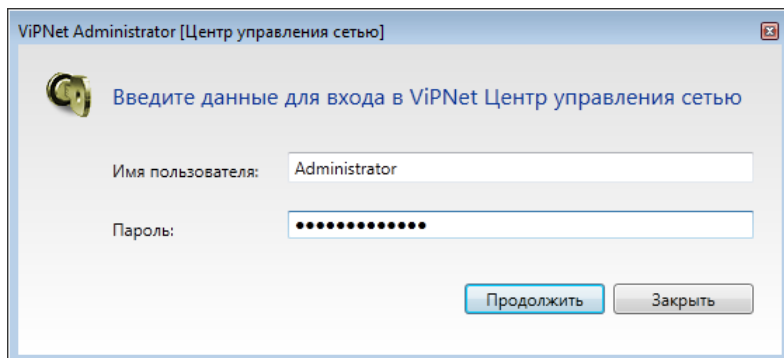 ViPNet Administrator [Центр управления сетью]
Введите данные для входа в ViPNet Центр управления сетью
Имя пользователя: Administrator
Пароль: •••••••••••••
Продолжить Закрыть